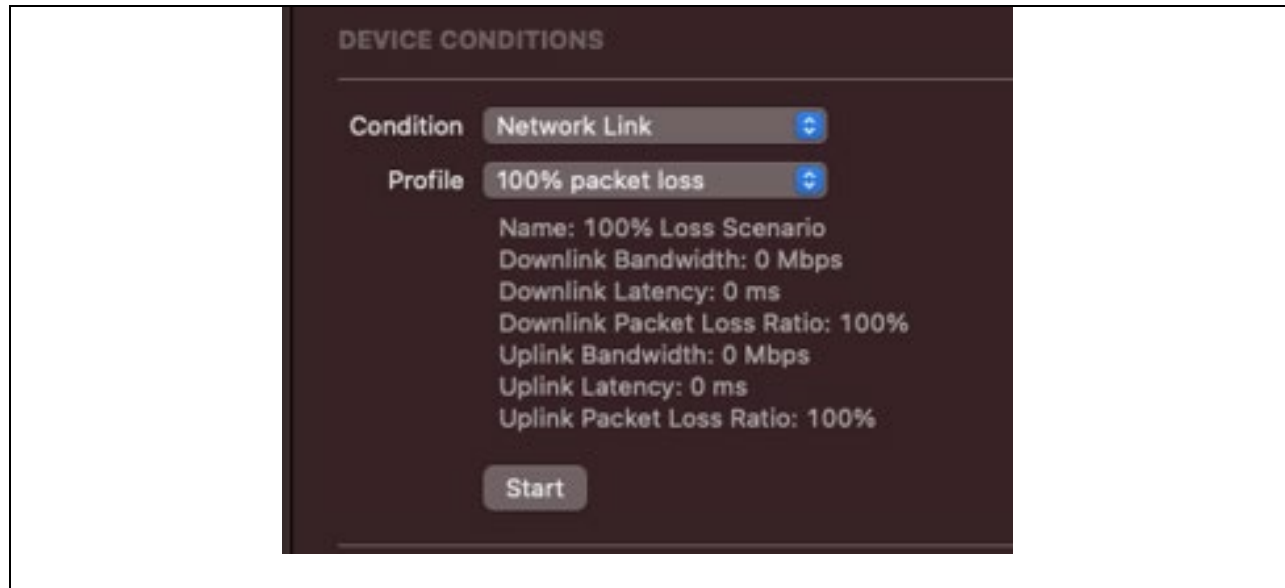 DEVICE CONDITIONS
Condition Network Link
Profile 100% packet loss
Name: 100% Loss Scenario
Downlink Bandwidth: 0 Mbps
Downlink Latency: 0 ms
Downlink Packet Loss Ratio: 100%
Uplink Bandwidth: 0 Mbps
Uplink Latency: 0 ms
Uplink Packet Loss Ratio: 100%
Start